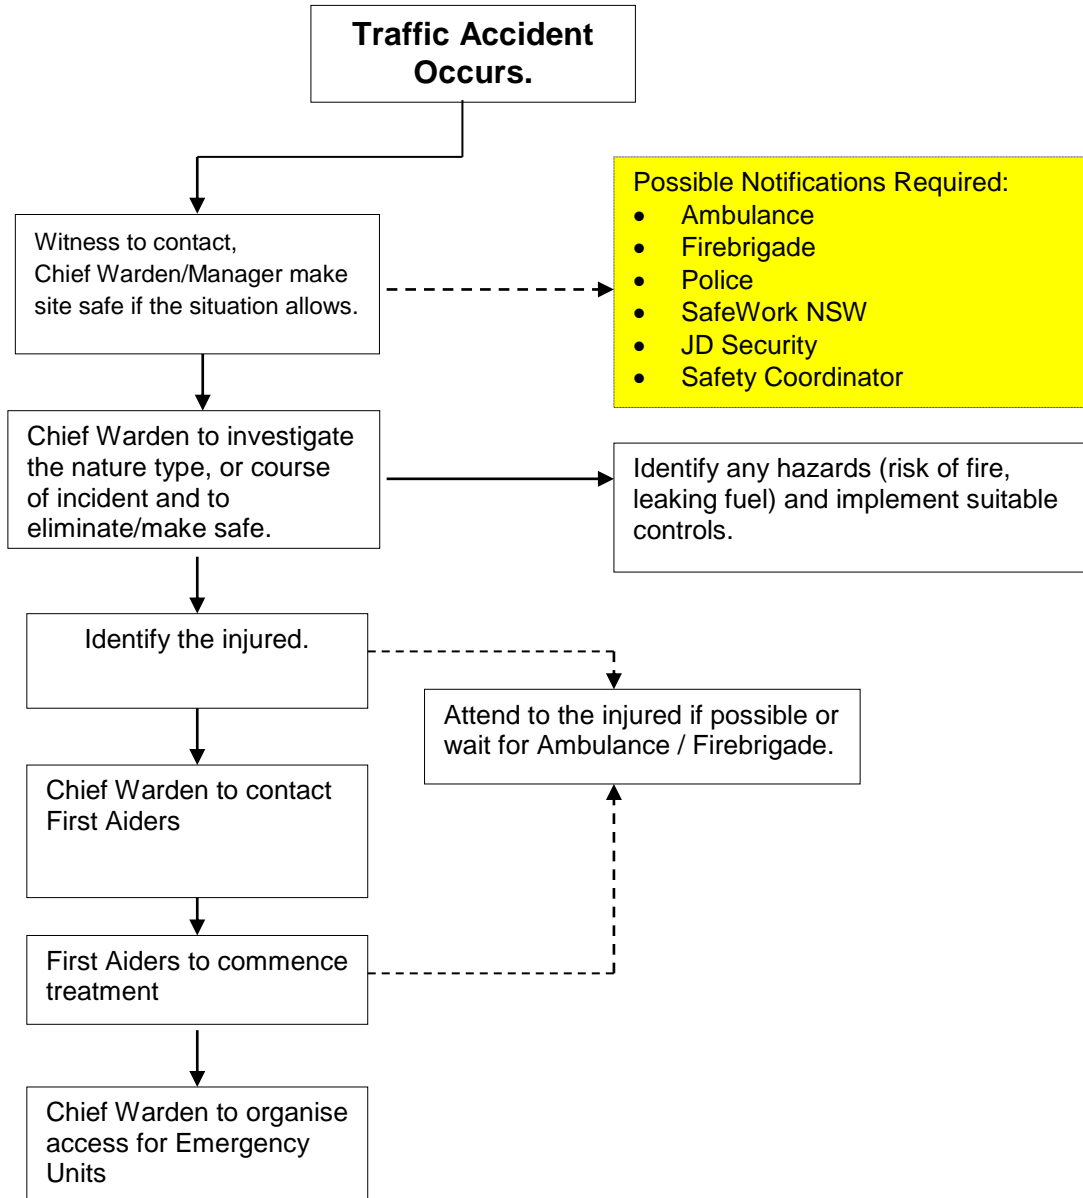 Traffic Accident
Occurs.
Witness to contact,
Chief Warden/Manager make
site safe if the situation allows.
Possible Notifications Required:
• Ambulance
• Firebrigade
• Police
• SafeWork NSW
• JD Security
• Safety Coordinator
Chief Warden to investigate
the nature type, or course
of incident and to
eliminate/make safe.
Identify any hazards (risk of fire,
leaking fuel) and implement suitable
controls.
Identify the injured.
Attend to the injured if possible or
wait for Ambulance / Firebrigade.
Chief Warden to contact
First Aiders
First Aiders to commence
treatment
Chief Warden to organise
access for Emergency
Units